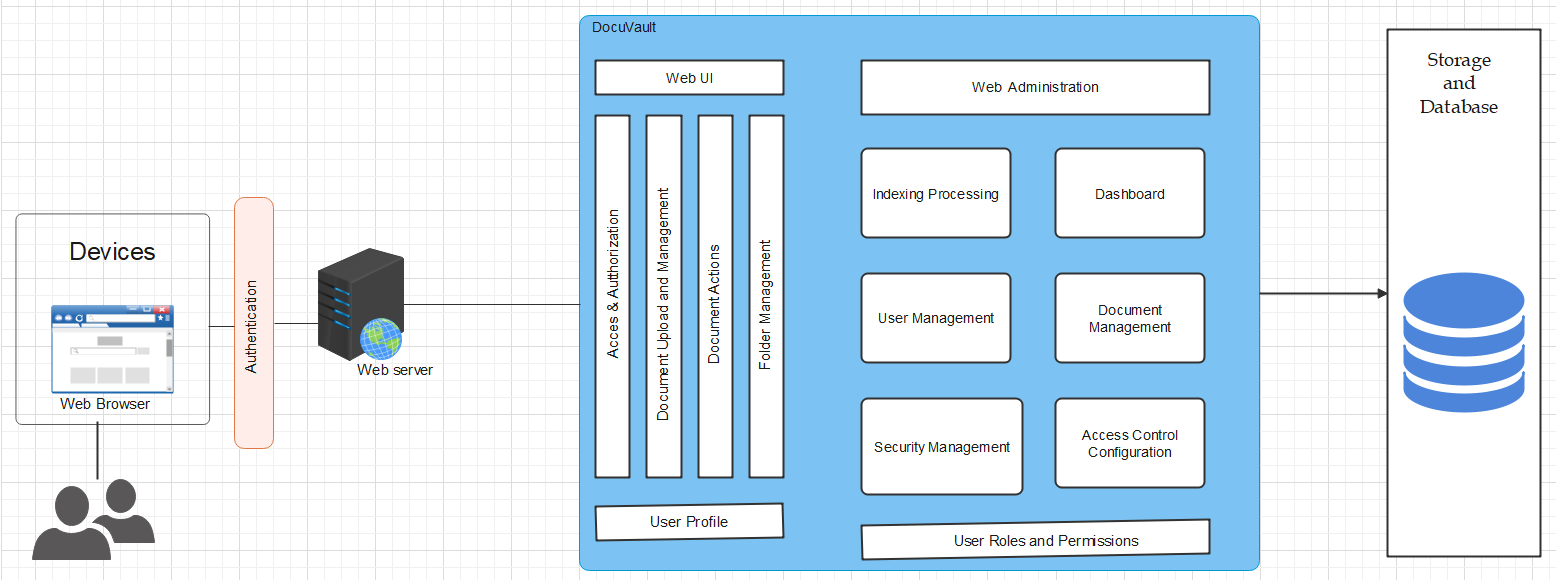 DocuVault
Web UI
Web Administration
Storage
and
Database
Indexing Processing
Dashboard
Devices
Authentication
Acces & Autthorization
Document Upload and Management
Document Actions
Folder Management
User Management
Document
Management
Web server
Web Browser
Security Management
Access Control
Configuration
User Profile
User Roles and Permissions